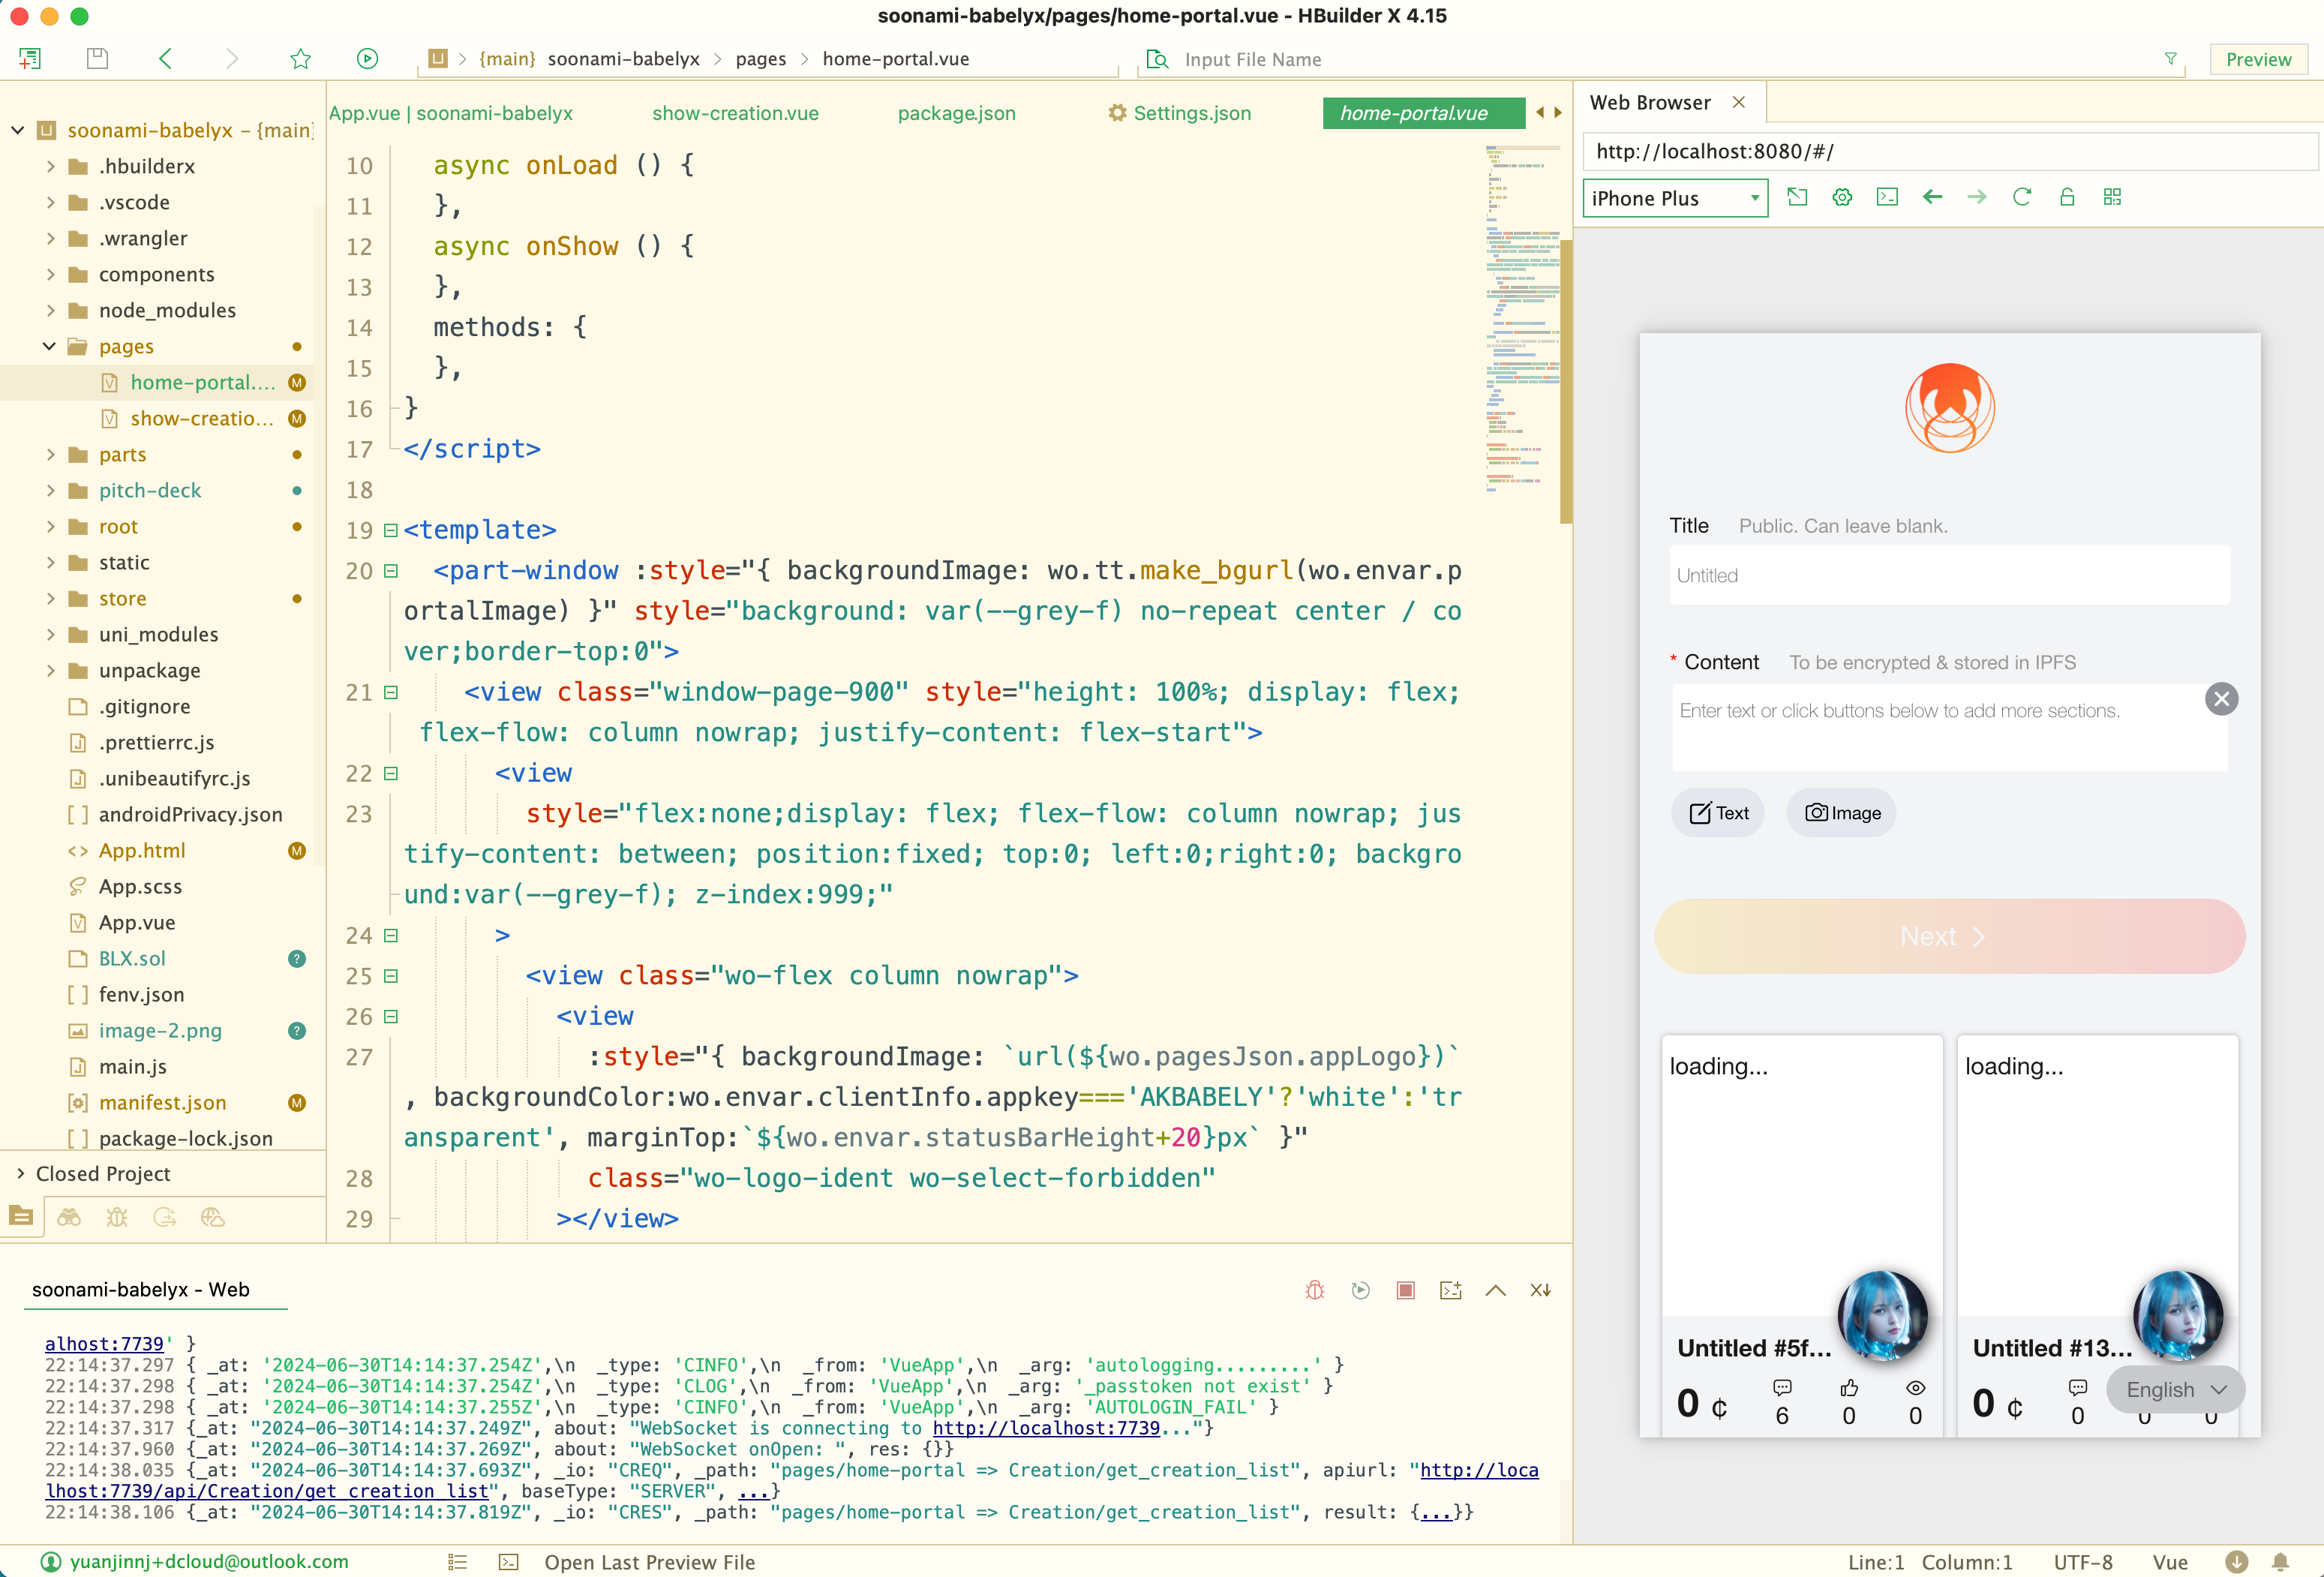 soonami-babelyx/pages/home-portal.vue - HBuilder X 4.15
{main} soonami-babelyx > pages > home-portal.vue
Input File Name
Preview
soonami-babelyx – {main}
.hbuilderx
.vscode
.wrangler
components
node_modules
pages
home-portal.... M
show-creatio... M
parts
pitch-deck
root
static
store
uni_modules
unpackage
.gitignore
.prettierrc.js
.unibeautifyrc.js
androidPrivacy.json
App.html M
App.scss
App.vue
BLX.sol ?
fenv.json
image-2.png ?
main.js
manifest.json M
package-lock.json
Closed Project
App.vue | soonami-babelyx show-creation.vue package.json Settings.json home-portal.vue
10 async onLoad () {
11 },
12 async onShow () {
13 },
14 methods: {
15 },
16 }
17 </script>
18
19 <template>
20 <part-window :style="{ backgroundImage: wo.tt.make_bgurl(wo.envar.p
ortalImage) }" style="background: var(--grey-f) no-repeat center / co
ver;border-top:0">
21 <view class="window-page-900" style="height: 100%; display: flex;
flex-flow: column nowrap; justify-content: flex-start">
22 <view
23 style="flex:none;display: flex; flex-flow: column nowrap; jus
tify-content: between; position:fixed; top:0; left:0;right:0; backgro
und:var(--grey-f); z-index:999;"
24 >
25 <view class="wo-flex column nowrap">
26 <view
27 :style="{ backgroundImage: `url(${wo.pagesJson.appLogo})`
, backgroundColor:wo.envar.clientInfo.appkey==='AKBABELY'?'white':'tr
ansparent', marginTop:`${wo.envar.statusBarHeight+20}px` }"
28 class="wo-logo-ident wo-select-forbidden"
29 ></view>
soonami-babelyx - Web
alhost:7739' }
22:14:37.297 { _at: '2024-06-30T14:14:37.254Z',\n _type: 'CINFO',\n _from: 'VueApp',\n _arg: 'autologging.........' }
22:14:37.298 { _at: '2024-06-30T14:14:37.254Z',\n _type: 'CLOG',\n _from: 'VueApp',\n _arg: '_passtoken not exist' }
22:14:37.298 { _at: '2024-06-30T14:14:37.255Z',\n _type: 'CINFO',\n _from: 'VueApp',\n _arg: 'AUTOLOGIN_FAIL' }
22:14:37.317 {_at: "2024-06-30T14:14:37.249Z", about: "WebSocket is connecting to http://localhost:7739..."}
22:14:37.960 {_at: "2024-06-30T14:14:37.269Z", about: "WebSocket onOpen: ", res: {}}
22:14:38.035 {_at: "2024-06-30T14:14:37.693Z", _io: "CREQ", _path: "pages/home-portal => Creation/get_creation_list", apiurl: "http://loca
lhost:7739/api/Creation/get_creation_list", baseType: "SERVER", ...}
22:14:38.106 {_at: "2024-06-30T14:14:37.819Z", _io: "CRES", _path: "pages/home-portal => Creation/get_creation_list", result: {...}}
Web Browser
http://localhost:8080/#/
iPhone Plus
Title Public. Can leave blank.
Untitled
* Content To be encrypted & stored in IPFS
Enter text or click buttons below to add more sections.
Text Image
Next
loading... loading...
Untitled #5f... Untitled #13...
English
0 ¢ 6 0 0 0 ¢ 0 0 0
yuanjinnj+dcloud@outlook.com Open Last Preview File Line:1 Column:1 UTF-8 Vue